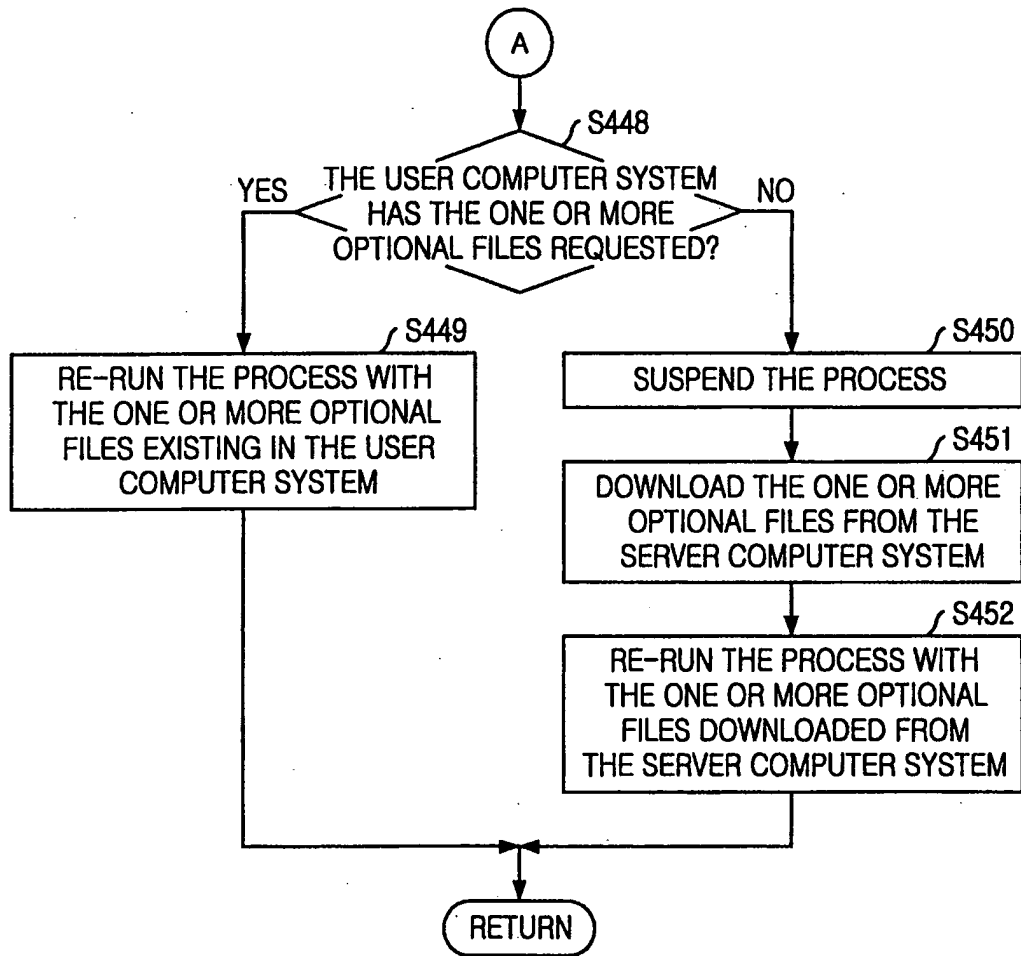 A
S448
THE USER COMPUTER SYSTEM
HAS THE ONE OR MORE
OPTIONAL FILES REQUESTED?
YES
NO
S449
RE-RUN THE PROCESS WITH
THE ONE OR MORE OPTIONAL
FILES EXISTING IN THE USER
COMPUTER SYSTEM
S450
SUSPEND THE PROCESS
S451
DOWNLOAD THE ONE OR MORE
OPTIONAL FILES FROM THE
SERVER COMPUTER SYSTEM
S452
RE-RUN THE PROCESS WITH
THE ONE OR MORE OPTIONAL
FILES DOWNLOADED FROM
THE SERVER COMPUTER SYSTEM
RETURN